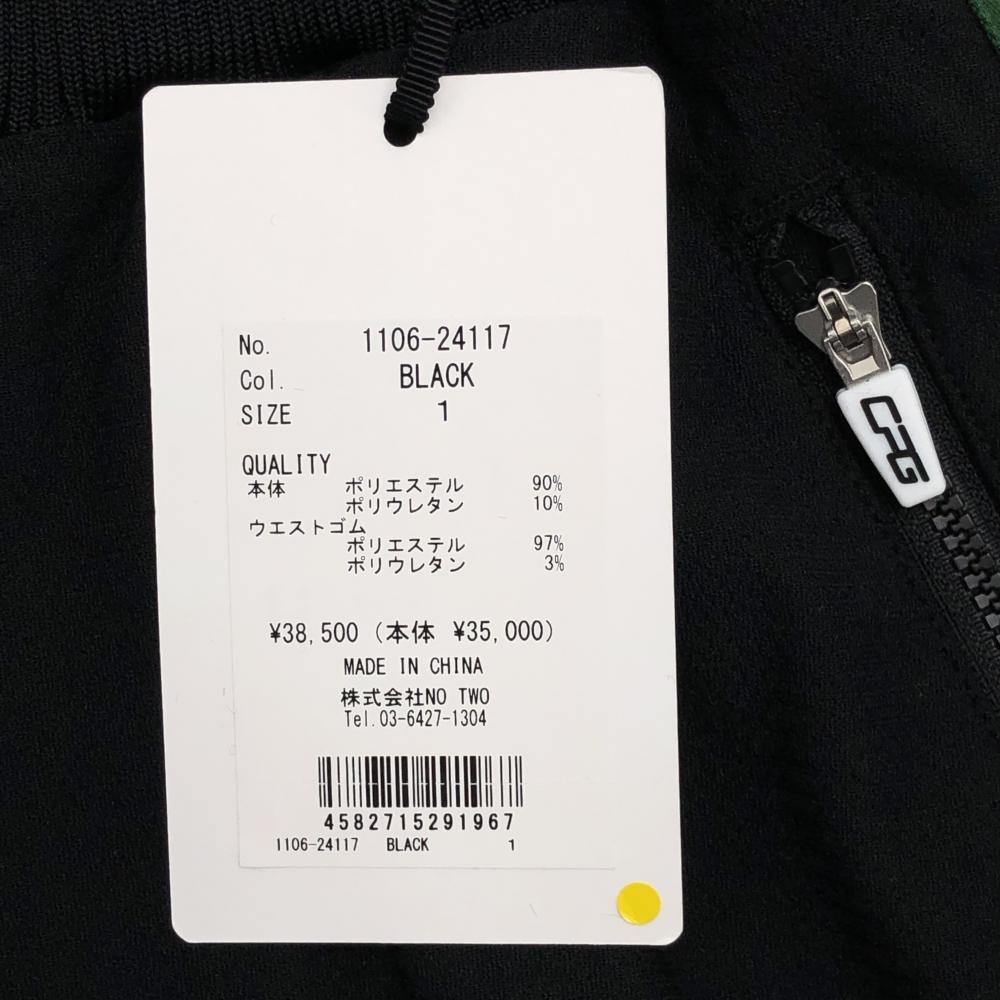 No. 1106-24117
Col. BLACK
SIZE 1
QUALITY
本体 ポリエステル 90%
ポリウレタン 10%
ウエストゴム
ポリエステル 97%
ポリウレタン 3%
¥38,500 (本体 ¥35,000)
MADE IN CHINA
株式会社NO TWO
Tel.03-6427-1304
4582715291967
1106-24117 BLACK 1
CPG